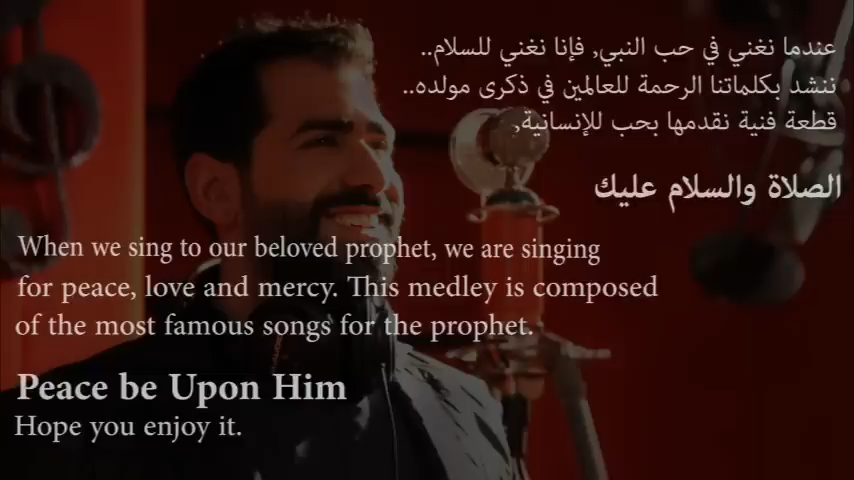 عندما نغني في حب النبي، فإنا نغني للسلام..
ننشد بكلماتنا الرحمة للعالمين في ذكرى مولده..
قطعة فنية نقدمها بحب للإنسانية,
الصلاة والسلام عليك
When we sing to our beloved prophet, we are singing
for peace, love and mercy. This medley is composed
of the most famous songs for the prophet.
Peace be Upon Him
Hope you enjoy it.